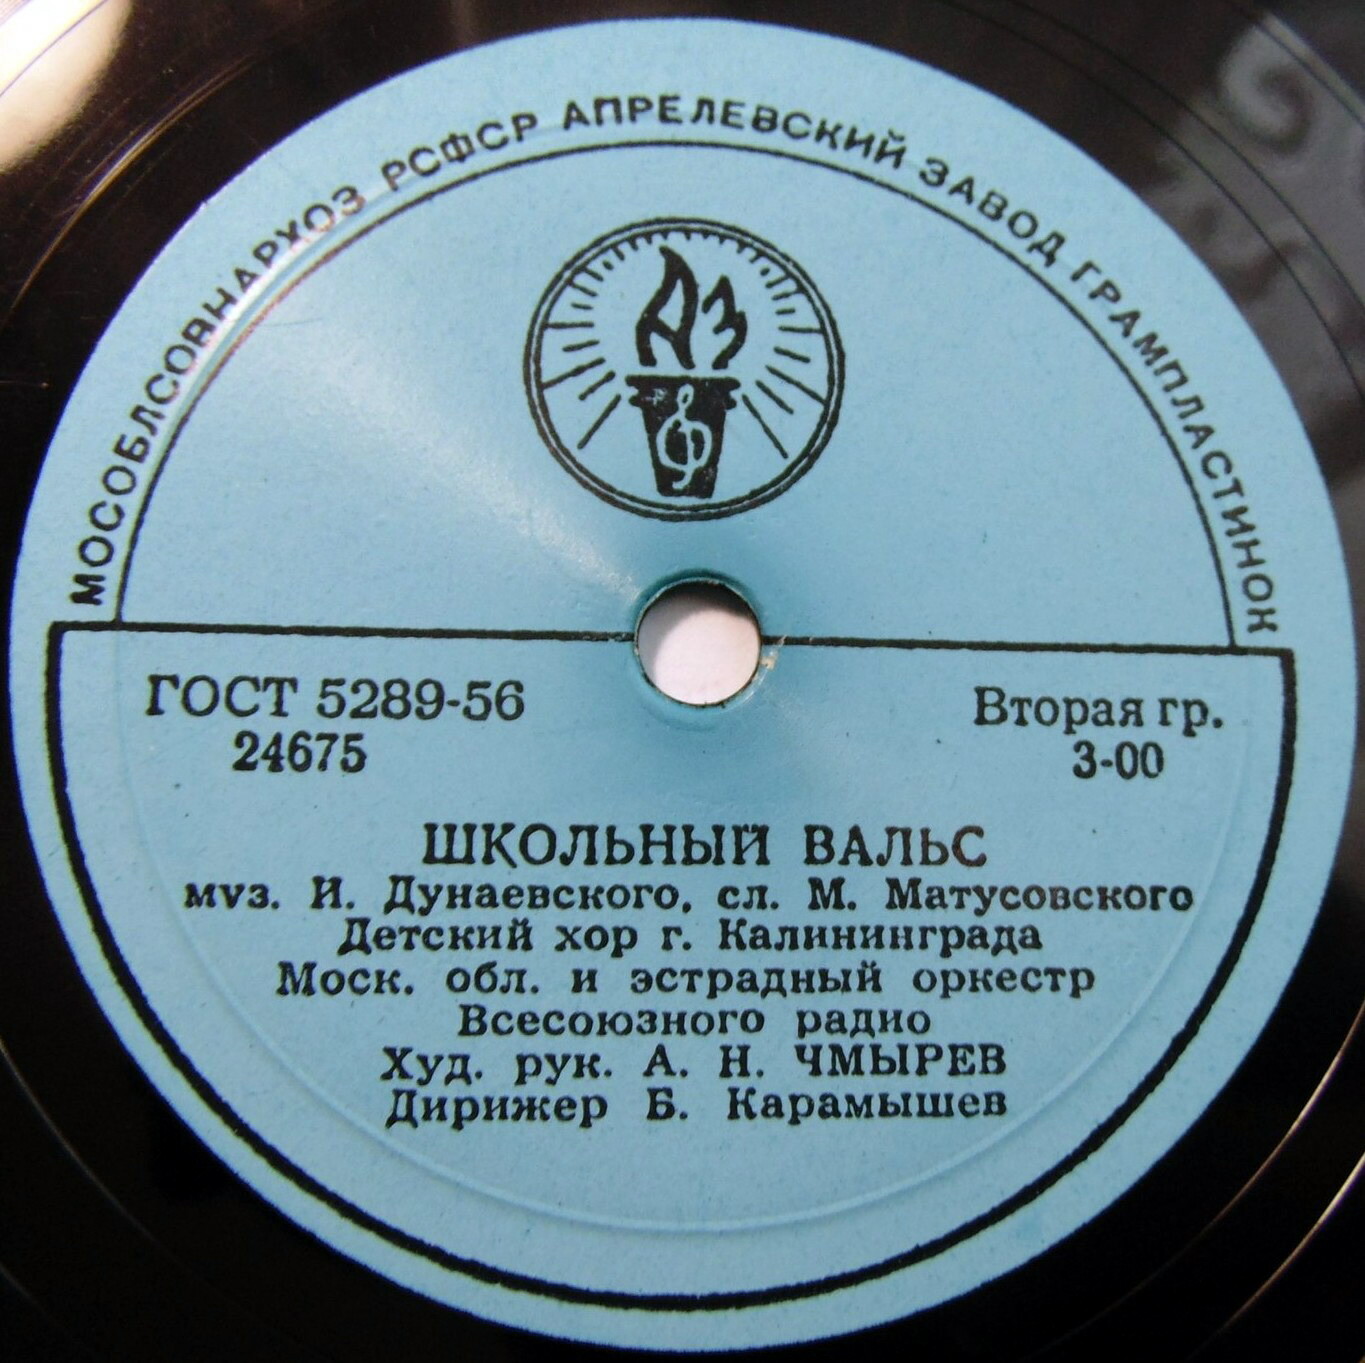 МОСОБЛСОВНАРХОЗ РСФСР АПРЕЛЕВСКИЙ ЗАВОД ГРАМПЛАСТИНОК
АЗ
ГОСТ 5289-56
24675
Вторая гр.
3-00
ШКОЛЬНЫЙ ВАЛЬС
муз. И. Дунаевского, сл. М. Матусовского
Детский хор г. Калининграда
Моск. обл. и эстрадный оркестр
Всесоюзного радио
Худ. рук. А. Н. ЧМЫРЕВ
Дирижер Б. Карамышев